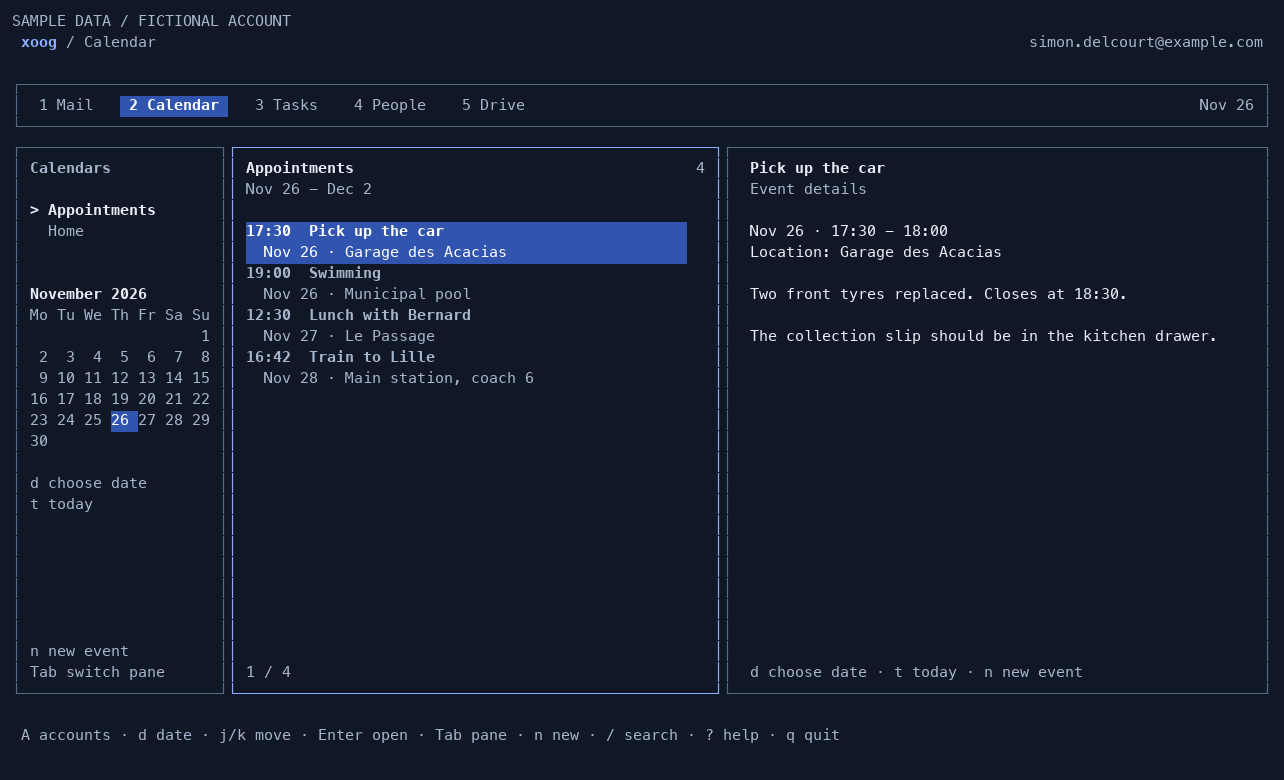 SAMPLE DATA / FICTIONAL ACCOUNT
xoog / Calendar
simon.delcourt@example.com
1 Mail 2 Calendar 3 Tasks 4 People 5 Drive
Nov 26
Calendars
> Appointments
Home
November 2026
Mo Tu We Th Fr Sa Su
1
2 3 4 5 6 7 8
9 10 11 12 13 14 15
16 17 18 19 20 21 22
23 24 25 26 27 28 29
30
d choose date
t today
n new event
Tab switch pane
Appointments 4
Nov 26 – Dec 2
17:30 Pick up the car
Nov 26 · Garage des Acacias
19:00 Swimming
Nov 26 · Municipal pool
12:30 Lunch with Bernard
Nov 27 · Le Passage
16:42 Train to Lille
Nov 28 · Main station, coach 6
1 / 4
Pick up the car
Event details
Nov 26 · 17:30 – 18:00
Location: Garage des Acacias
Two front tyres replaced. Closes at 18:30.
The collection slip should be in the kitchen drawer.
d choose date · t today · n new event
A accounts · d date · j/k move · Enter open · Tab pane · n new · / search · ? help · q quit